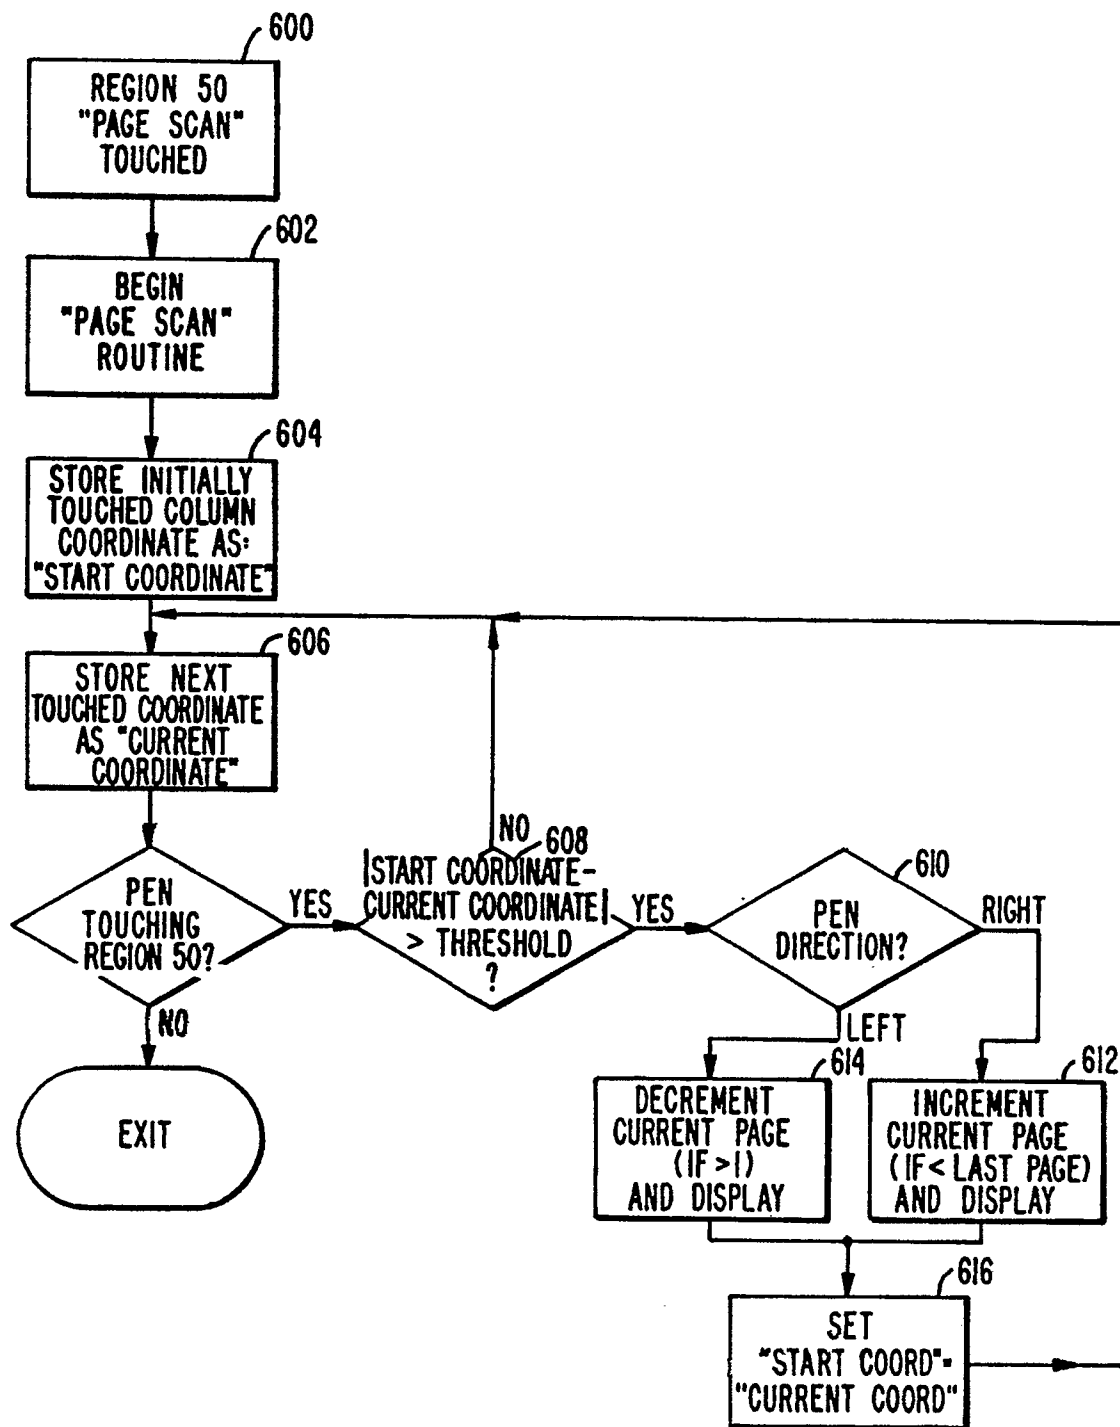 600
REGION 50
"PAGE SCAN"
TOUCHED
602
BEGIN
"PAGE SCAN"
ROUTINE
604
STORE INITIALLY
TOUCHED COLUMN
COORDINATE AS:
"START COORDINATE"
606
STORE NEXT
TOUCHED COORDINATE
AS "CURRENT
COORDINATE"
PEN
TOUCHING
REGION 50?
YES
NO
EXIT
NO
608
|START COORDINATE-
CURRENT COORDINATE|
> THRESHOLD
?
YES
610
PEN
DIRECTION?
RIGHT
LEFT
614
DECREMENT
CURRENT PAGE
(IF >1)
AND DISPLAY
612
INCREMENT
CURRENT PAGE
(IF < LAST PAGE)
AND DISPLAY
616
SET
"START COORD"=
"CURRENT COORD"